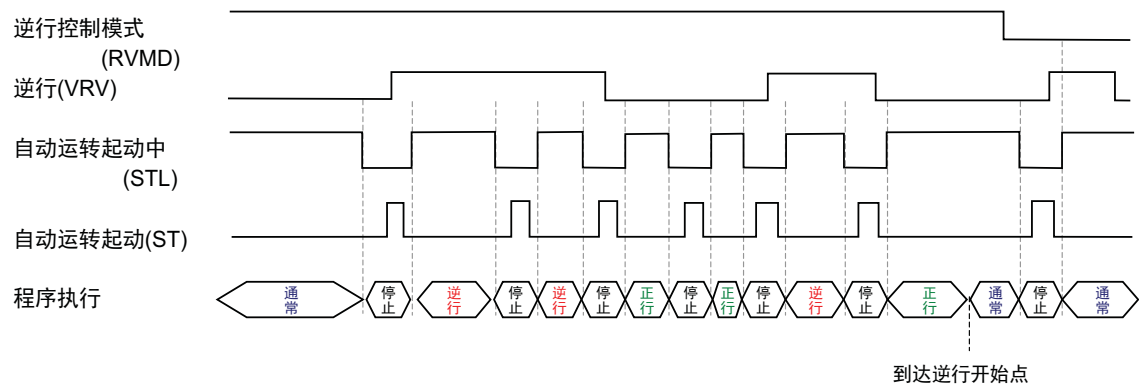 逆行控制模式
(RVMD)
逆行(VRV)
自动运转起动中
(STL)
自动运转起动(ST)
程序执行
通常
停止
逆行
停止
逆行
停止
正行
停止
正行
停止
逆行
停止
正行
通常
停止
通常
到达逆行开始点